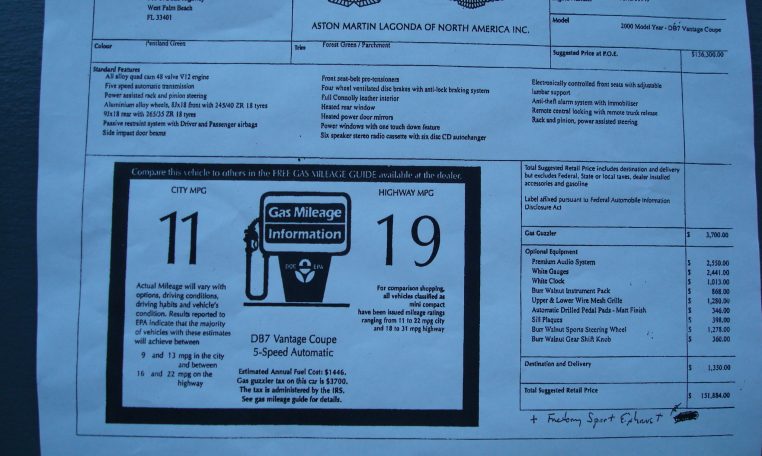 West Palm Beach
FL 33401
ASTON MARTIN LAGONDA OF NORTH AMERICA INC.
Model
2000 Model Year - DB7 Vantage Coupe
Colour
Pentland Green
Trim
Forest Green / Parchment
Suggested Price at P.O.E.
$136,300.00
Standard Features
All alloy quad cam 48 valve V12 engine
Five speed automatic transmission
Power assisted rack and pinion steering
Aluminium alloy wheels, 8Jx18 front with 245/40 ZR 18 tyres
9Jx18 rear with 265/35 ZR 18 tyres
Passive restraint system with Driver and Passenger airbags
Side impact door beams
Front seat-belt pre-tensioners
Four wheel ventilated disc brakes with anti-lock braking system
Full Connolly leather interior
Heated rear window
Heated power door mirrors
Power windows with one touch down feature
Six speaker stereo radio cassette with six disc CD autochanger
Electronically controlled front seats with adjustable
lumbar support
Anti-theft alarm system with immobiliser
Remote central locking with remote trunk release
Rack and pinion, power assisted steering
Compare this vehicle to others in the FREE GAS MILEAGE GUIDE available at the dealer.
CITY MPG
11
Gas Mileage
Information
DOE EPA
HIGHWAY MPG
19
Actual Mileage will vary with
options, driving conditions,
driving habits and vehicle's
condition. Results reported to
EPA indicate that the majority
of vehicles with these estimates
will achieve between
9 and 13 mpg in the city
and between
16 and 22 mpg on the
highway
DB7 Vantage Coupe
5-Speed Automatic
Estimated Annual Fuel Cost: $1446.
Gas guzzler tax on this car is $3700.
The tax is administered by the IRS.
See gas mileage guide for details.
For comparison shopping,
all vehicles classified as
mini compact
have been issued mileage ratings
ranging from 11 to 22 mpg city
and 18 to 31 mpg highway
Total Suggested Retail Price includes destination and delivery
but excludes Federal, State or local taxes, dealer installed
accessories and gasoline
Label affixed pursuant to Federal Automobile Information
Disclosure Act
Gas Guzzler $ 3,700.00
Optional Equipment
Premium Audio System $ 2,550.00
White Gauges $ 2,441.00
White Clock $ 1,013.00
Burr Walnut Instrument Pack $ 868.00
Upper & Lower Wire Mesh Grille $ 1,280.00
Automatic Drilled Pedal Pads - Matt Finish $ 346.00
Sill Plaques $ 398.00
Burr Walnut Sports Steering Wheel $ 1,278.00
Burr Walnut Gear Shift Knob $ 360.00
Destination and Delivery $ 1,350.00
Total Suggested Retail Price $ 151,884.00
+ Factory Sport Exhaust